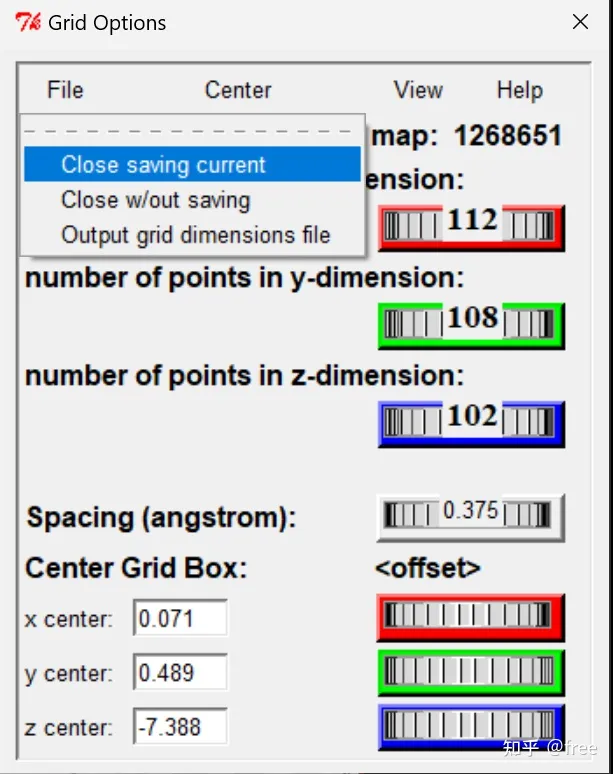 Grid Options
File Center View Help
map: 1268651
Close saving current
ension:
Close w/out saving
112
Output grid dimensions file
number of points in y-dimension:
108
number of points in z-dimension:
102
Spacing (angstrom): 0.375
Center Grid Box: <offset>
x center: 0.071
y center: 0.489
z center: -7.388
知乎 @free